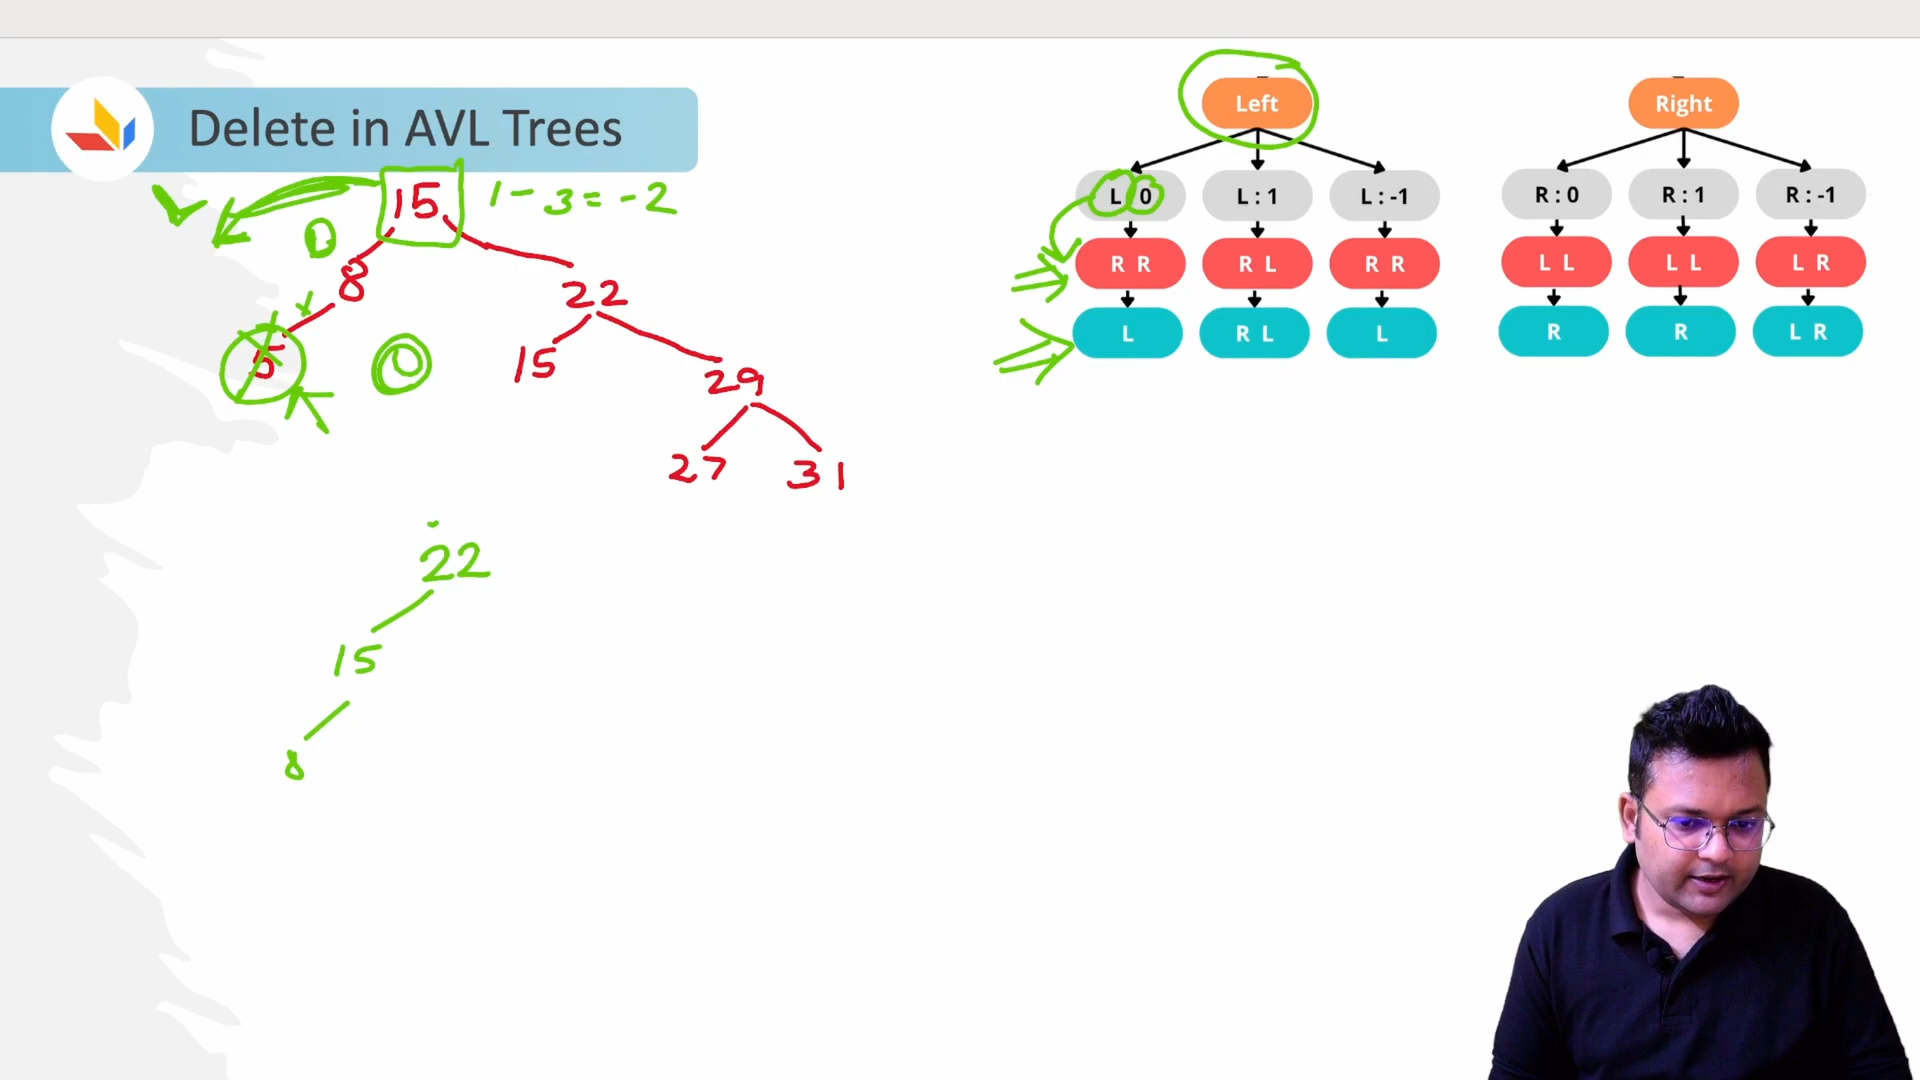 Delete in AVL Trees
15
1 - 3 = -2
0
8
22
5
0
15
29
27
31
22
15
8
Left
L 0
L : 1
L : -1
R R
R L
R R
L
R L
L
Right
R : 0
R : 1
R : -1
L L
L L
L R
R
R
L R